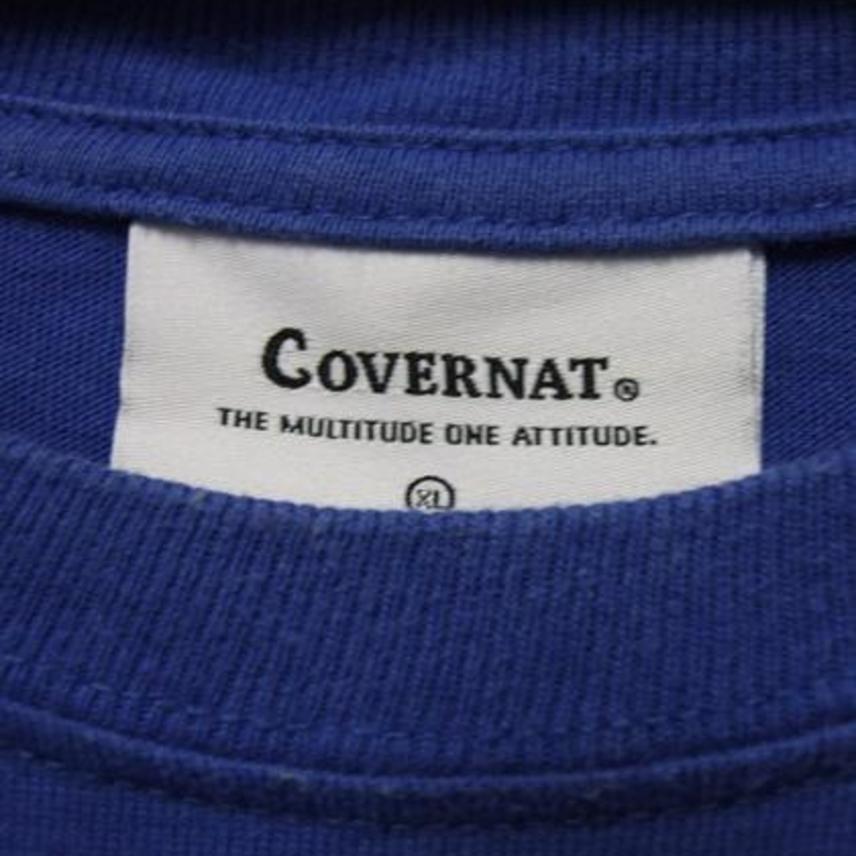 COVERNAT®
THE MULTITUDE ONE ATTITUDE.
XL